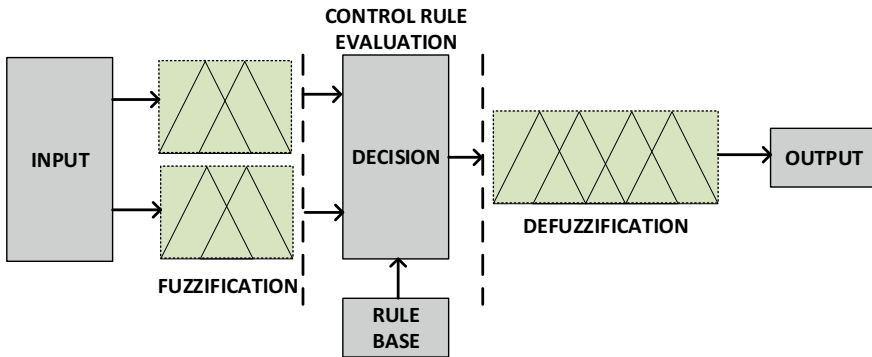 CONTROL RULE
EVALUATION
INPUT
FUZZIFICATION
DECISION
RULE
BASE
DEFUZZIFICATION
OUTPUT